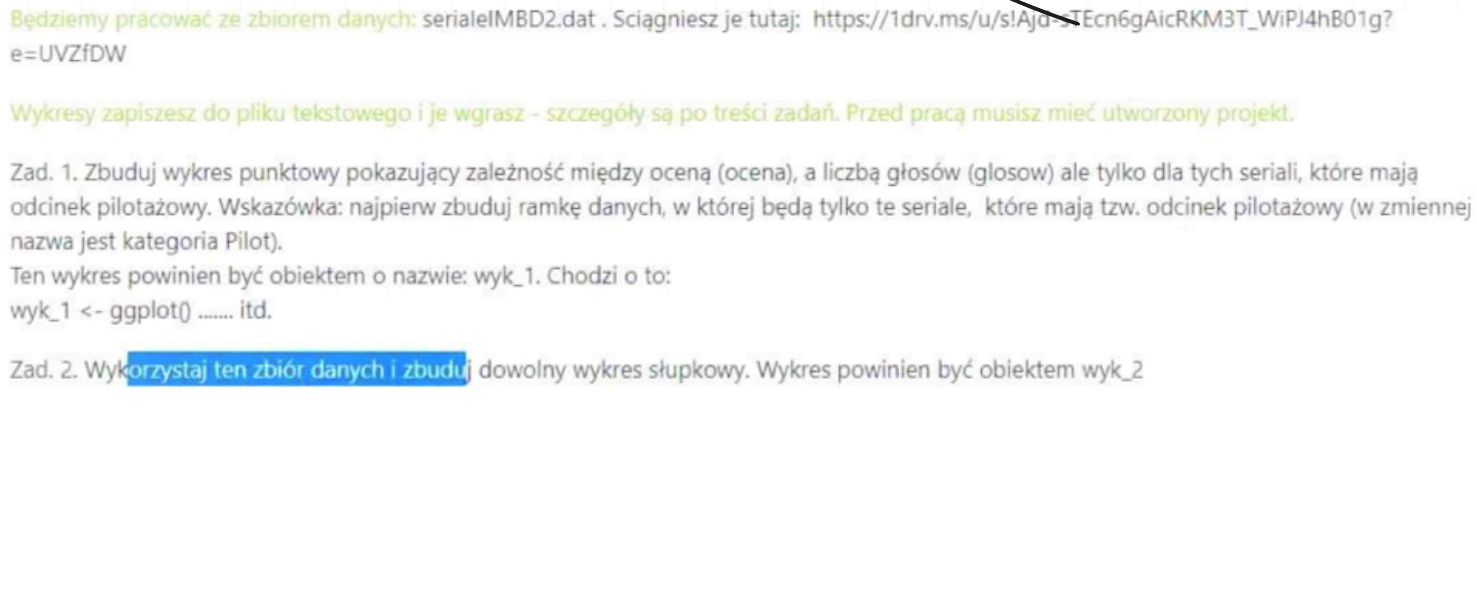 Będziemy pracować ze zbiorem danych: serialeIMBD2.dat . Sciągniesz je tutaj: https://1drv.ms/u/s!Ajd-sTEcn6gAicRKM3T_WiPJ4hB01g?
e=UVZfDW
Wykresy zapiszesz do pliku tekstowego i je wgrasz - szczegóły są po treści zadań. Przed pracą musisz mieć utworzony projekt.
Zad. 1. Zbuduj wykres punktowy pokazujący zależność między oceną (ocena), a liczbą głosów (glosow) ale tylko dla tych seriali, które mają
odcinek pilotażowy. Wskazówka: najpierw zbuduj ramkę danych, w której będą tylko te seriale, które mają tzw. odcinek pilotażowy (w zmiennej
nazwa jest kategoria Pilot).
Ten wykres powinien być obiektem o nazwie: wyk_1. Chodzi o to:
wyk_1 <- ggplot() ....... itd.
Zad. 2. Wykorzystaj ten zbiór danych i zbuduj dowolny wykres słupkowy. Wykres powinien być obiektem wyk_2